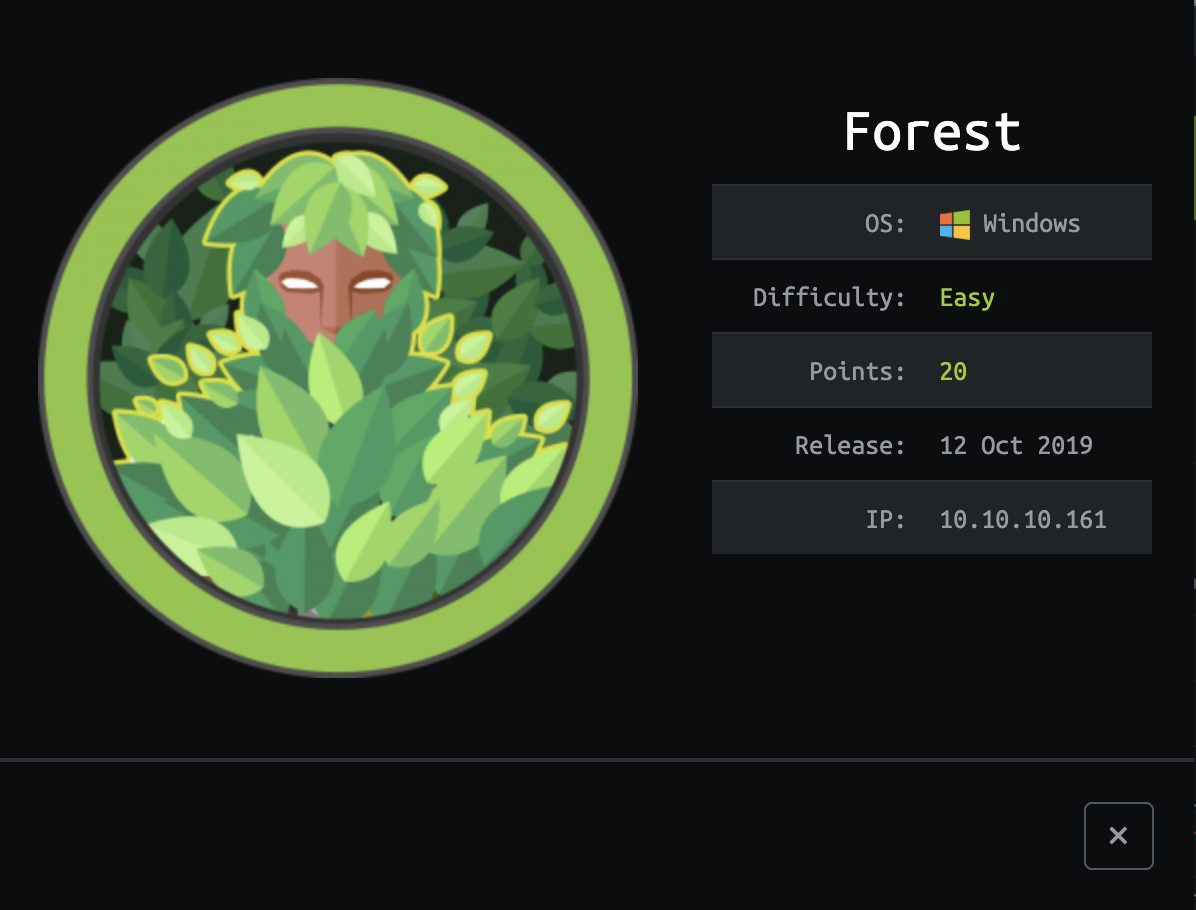 Forest
OS: Windows
Difficulty: Easy
Points: 20
Release: 12 Oct 2019
IP: 10.10.10.161